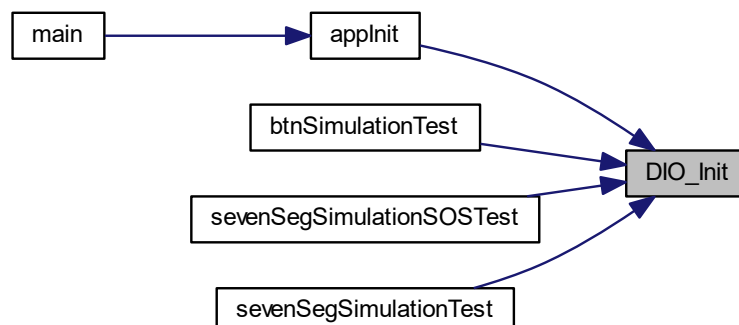 main
appInit
btnSimulationTest
DIO_Init
sevenSegSimulationSOSTest
sevenSegSimulationTest